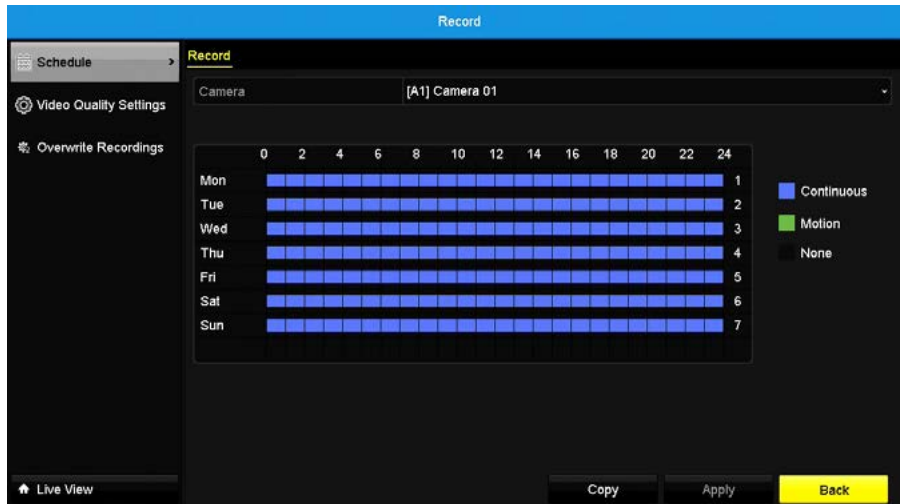 Record
Schedule
Video Quality Settings
Overwrite Recordings
Record
Camera [A1] Camera 01
0 2 4 6 8 10 12 14 16 18 20 22 24
Mon 1
Tue 2
Wed 3
Thu 4
Fri 5
Sat 6
Sun 7
Continuous
Motion
None
Live View
Copy
Apply
Back